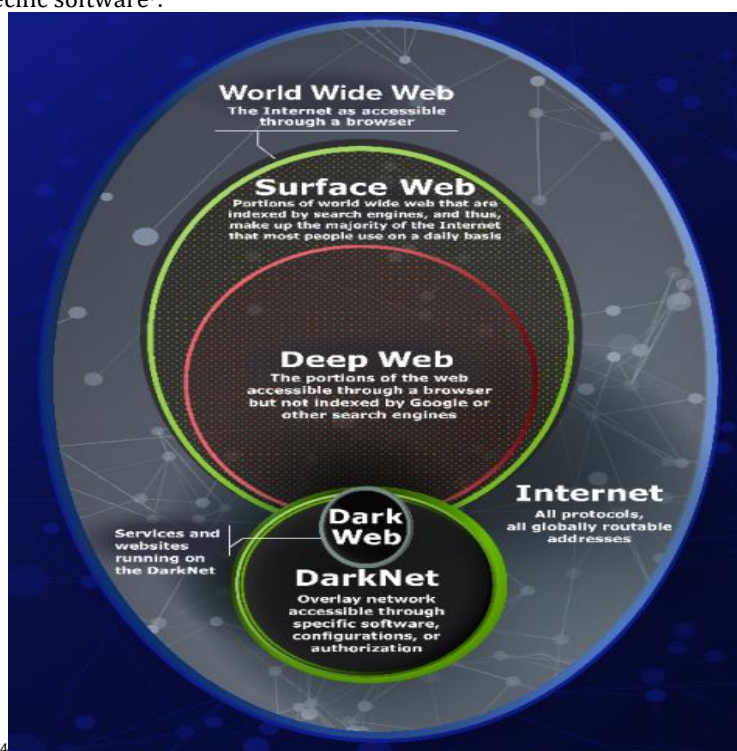 ecific software⁴.
World Wide Web
The Internet as accessible
through a browser
Surface Web
Portions of world wide web that are
indexed by search engines, and thus,
make up the majority of the Internet
that most people use on a daily basis
Deep Web
The portions of the web
accessible through a browser
but not indexed by Google or
other search engines
Internet
All protocols,
all globally routable
addresses
Dark
Web
Services and
websites
running on
the DarkNet
DarkNet
Overlay network
accessible through
specific software,
configurations, or
authorization
4